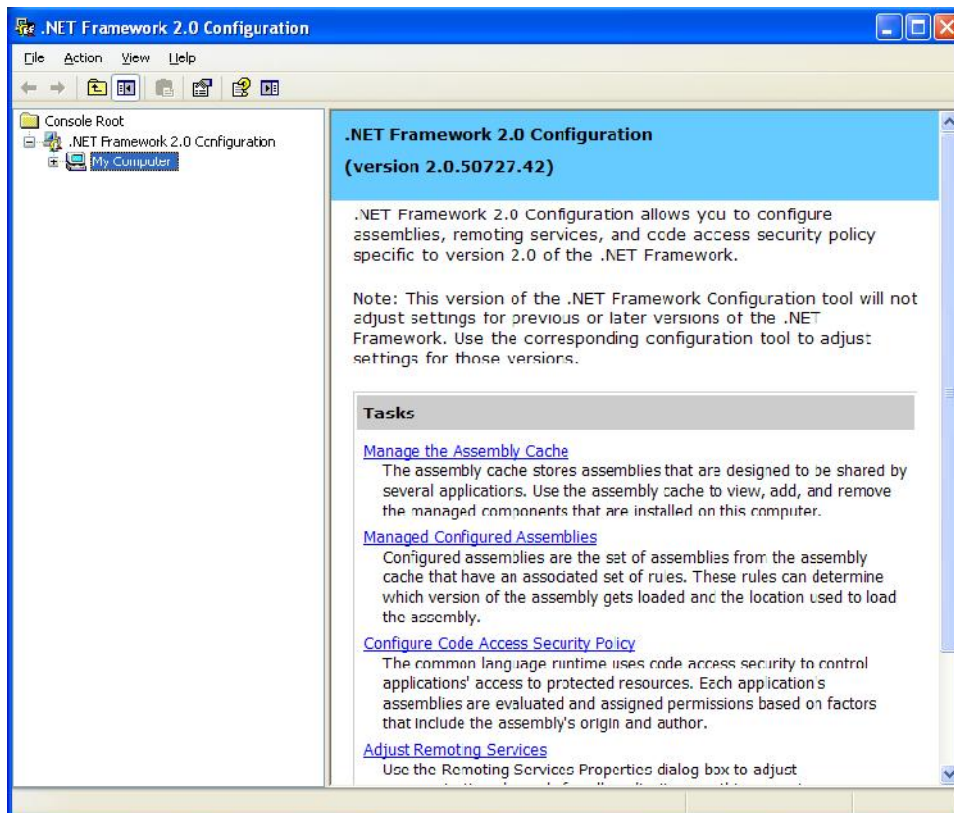 .NET Framework 2.0 Configuration
File Action View Help
Console Root
.NET Framework 2.0 Configuration
My Computer
.NET Framework 2.0 Configuration
(version 2.0.50727.42)
.NET Framework 2.0 Configuration allows you to configure
assemblies, remoting services, and code access security policy
specific to version 2.0 of the .NET Framework.
Note: This version of the .NET Framework Configuration tool will not
adjust settings for previous or later versions of the .NET
Framework. Use the corresponding configuration tool to adjust
settings for those versions.
Tasks
Manage the Assembly Cache
The assembly cache stores assemblies that are designed to be shared by
several applications. Use the assembly cache to view, add, and remove
the managed components that are installed on this computer.
Managed Configured Assemblies
Configured assemblies are the set of assemblies from the assembly
cache that have an associated set of rules. These rules can determine
which version of the assembly gets loaded and the location used to load
the assembly.
Configure Code Access Security Policy
The common language runtime uses code access security to control
applications' access to protected resources. Each application's
assemblies are evaluated and assigned permissions based on factors
that include the assembly's origin and author.
Adjust Remoting Services
Use the Remoting Services Properties dialog box to adjust